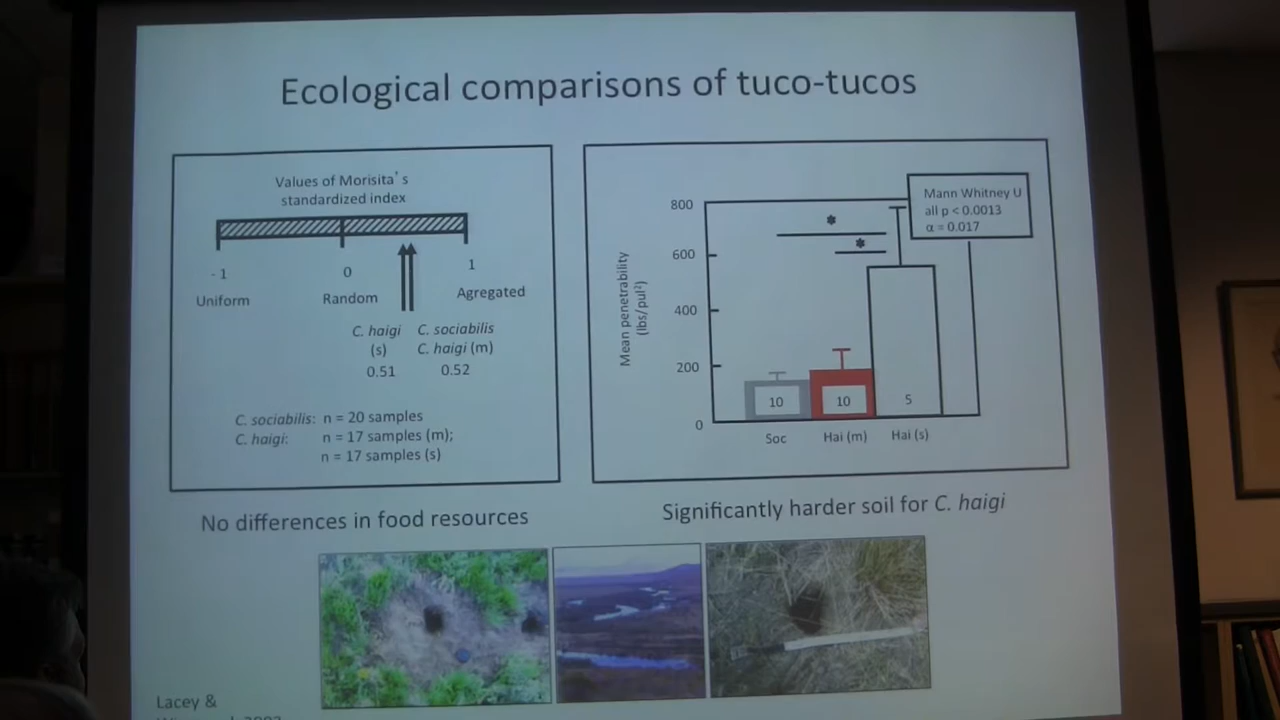 Ecological comparisons of tuco-tucos
Values of Morisita's
standardized index
-1
0
1
Uniform
Random
Agregated
C. haigi
(s)
0.51
C. sociabilis
C. haigi (m)
0.52
C. sociabilis: n = 20 samples
C. haigi: n = 17 samples (m);
n = 17 samples (s)
Mean penetrability
(lbs/pul²)
800
600
400
200
0
*
*
Mann Whitney U
all p < 0.0013
α = 0.017
10
10
5
Soc
Hai (m)
Hai (s)
No differences in food resources
Significantly harder soil for C. haigi
Lacey &